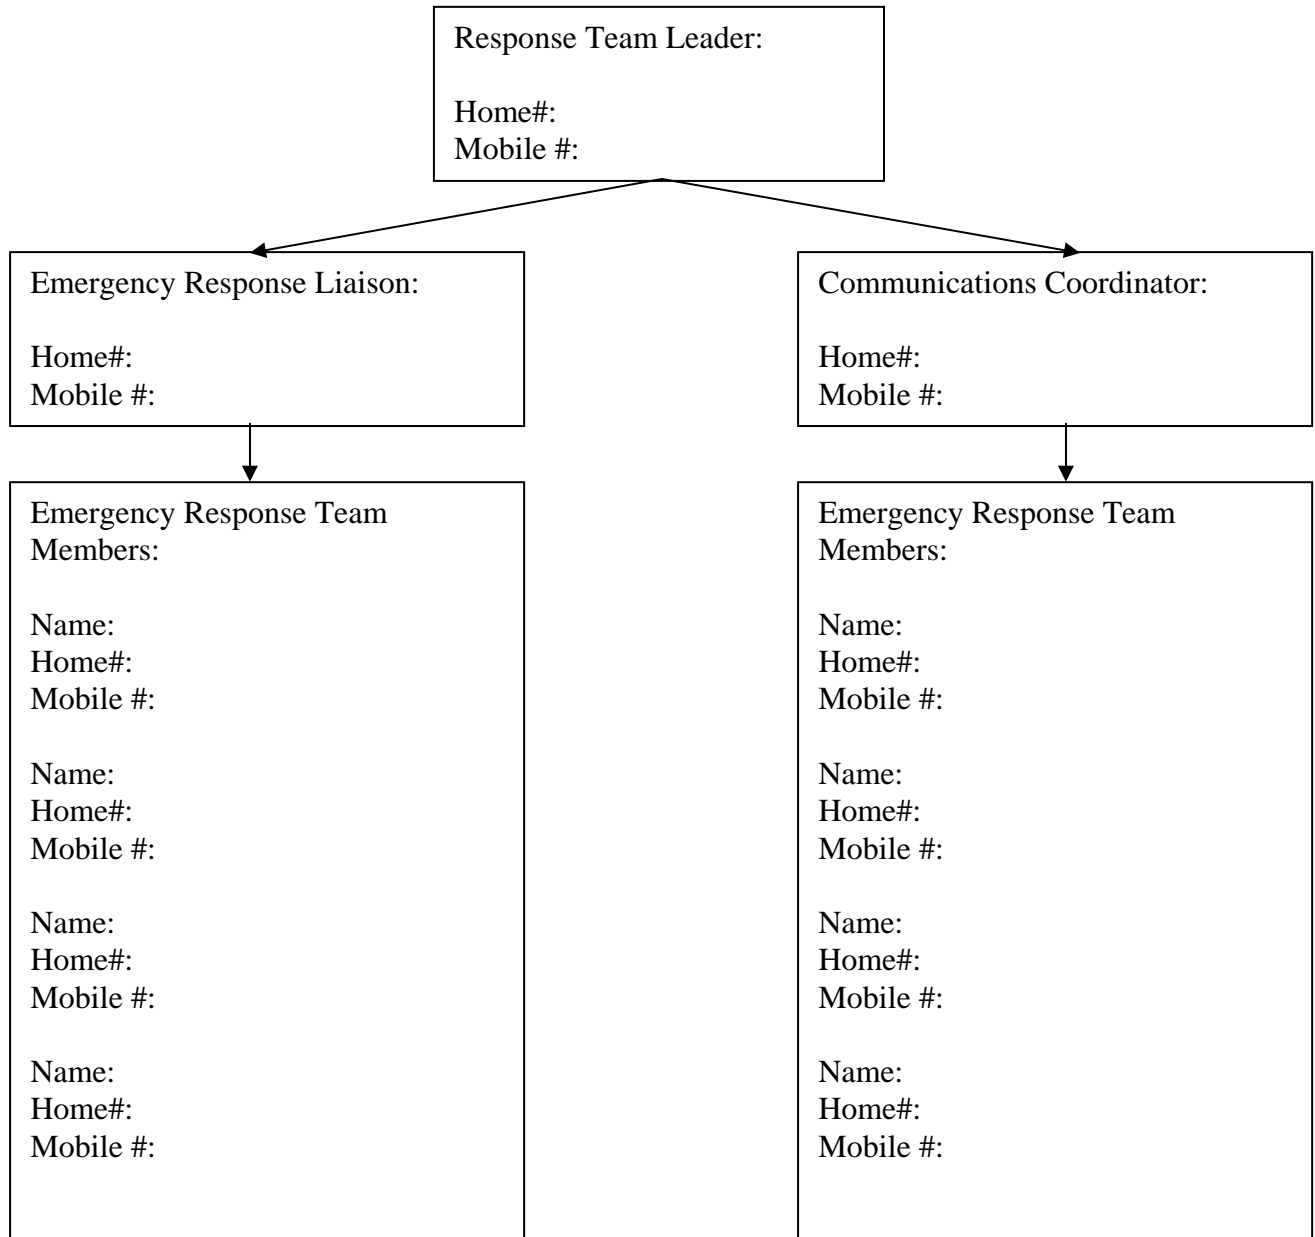 Response Team Leader:
Home#:
Mobile #:
Emergency Response Liaison:
Home#:
Mobile #:
Communications Coordinator:
Home#:
Mobile #:
Emergency Response Team
Members:
Name:
Home#:
Mobile #:
Name:
Home#:
Mobile #:
Name:
Home#:
Mobile #:
Name:
Home#:
Mobile #:
Emergency Response Team
Members:
Name:
Home#:
Mobile #:
Name:
Home#:
Mobile #:
Name:
Home#:
Mobile #:
Name:
Home#:
Mobile #: